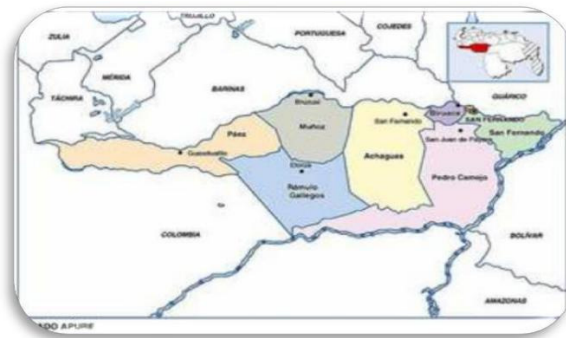 TRUJILLO
ZULIA
PORTUGUESA
COJEDES
MÉRIDA
TÁCHIRA
BARINAS
GUÁRICO
Bruzual
Biruaca
San Fernando
SAN FERNANDO
Muñoz
San Fernando
Páez
San Juan de Payara
Guasdualito
Elorza
Achaguas
Rómulo
Gallegos
Pedro Camejo
COLOMBIA
BOLÍVAR
AMAZONAS
ADO APURE